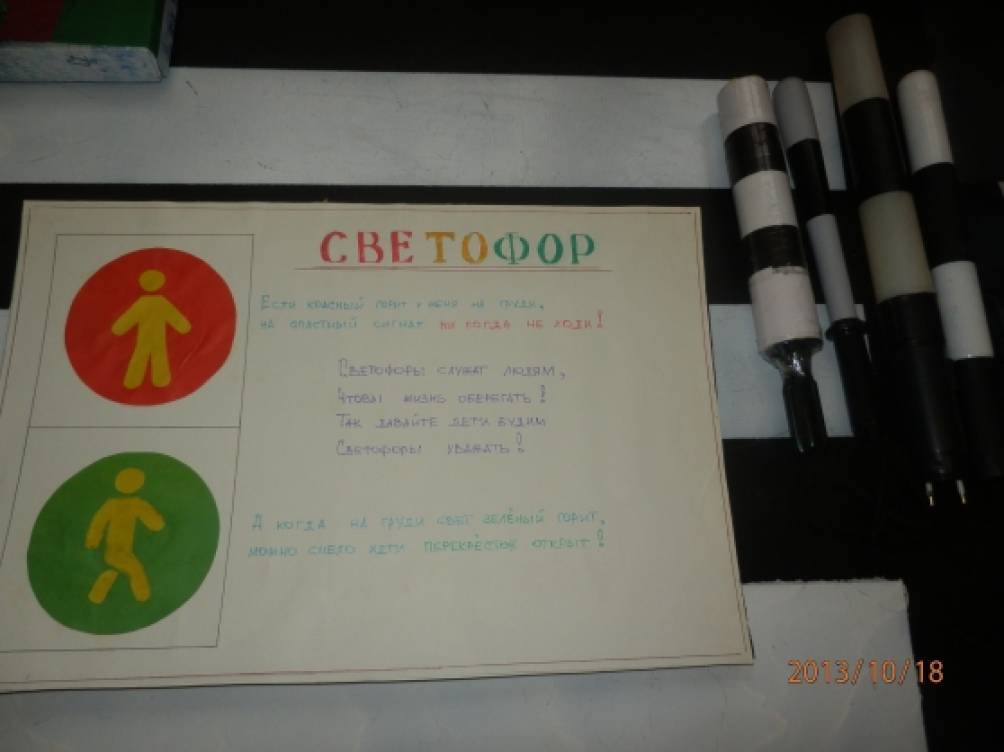 СВЕТОФОР
Если красный горит у меня на груди,
на опастный сигнал ни когда не ходи!
Светофоры служат людям,
Чтобы жизнь оберегать!
Так давайте дети будим
Светофоры уважать!
А когда на груди свет зелёный горит,
можно смело идти перекрёсток открыт!
2013/10/18